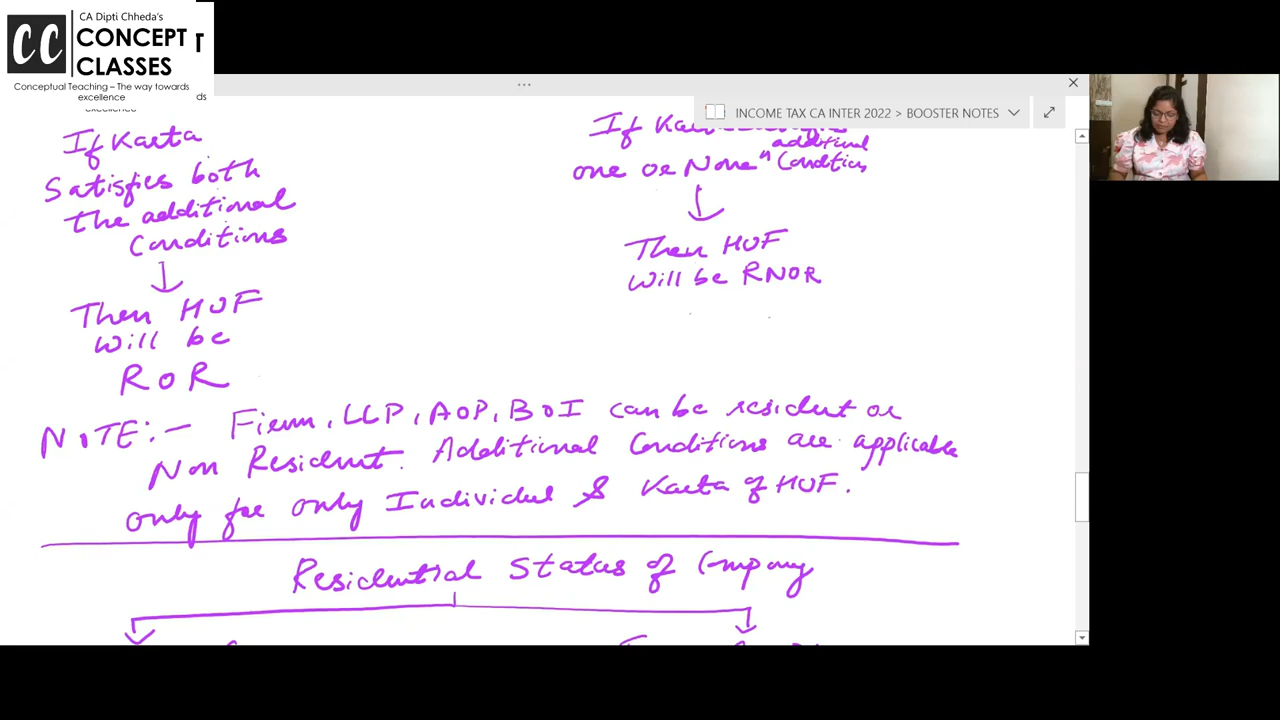 CA Dipti Chheda's
CONCEPT
CLASSES
Conceptual Teaching – The way towards
excellence
INCOME TAX CA INTER 2022 > BOOSTER NOTES
If Karta
Satisfies both
the additional
Conditions
Then HUF
will be
ROR
If
additional
one or None" Condition
Then HUF
will be RNOR
NOTE:- Firm, LLP, AOP, BOI can be resident or
Non Resident. Additional Conditions are applicable
only for only Individual & Karta of HUF.
Residential Status of Company